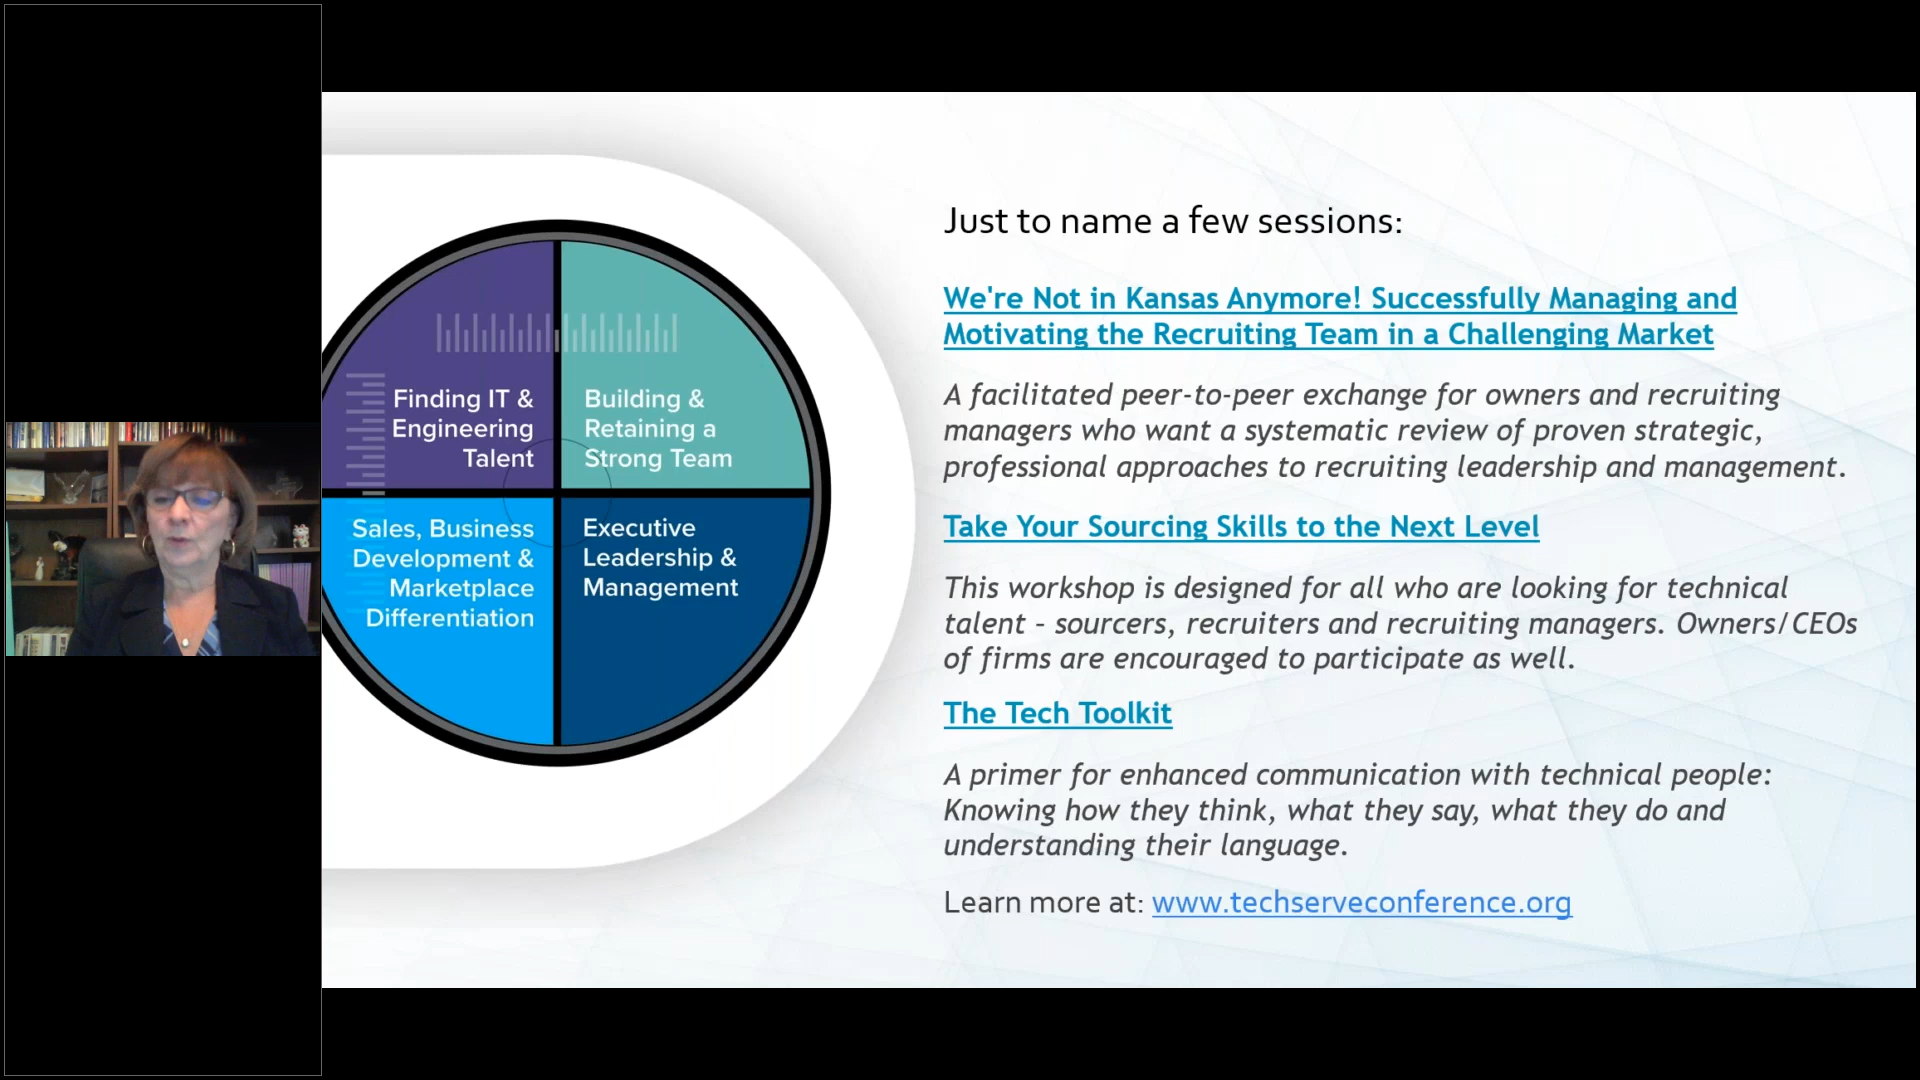 Finding IT &
Engineering
Talent
Building &
Retaining a
Strong Team
Sales, Business
Development &
Marketplace
Differentiation
Executive
Leadership &
Management
Just to name a few sessions:
We're Not in Kansas Anymore! Successfully Managing and
Motivating the Recruiting Team in a Challenging Market
A facilitated peer-to-peer exchange for owners and recruiting
managers who want a systematic review of proven strategic,
professional approaches to recruiting leadership and management.
Take Your Sourcing Skills to the Next Level
This workshop is designed for all who are looking for technical
talent – sourcers, recruiters and recruiting managers. Owners/CEOs
of firms are encouraged to participate as well.
The Tech Toolkit
A primer for enhanced communication with technical people:
Knowing how they think, what they say, what they do and
understanding their language.
Learn more at: www.techserveconference.org